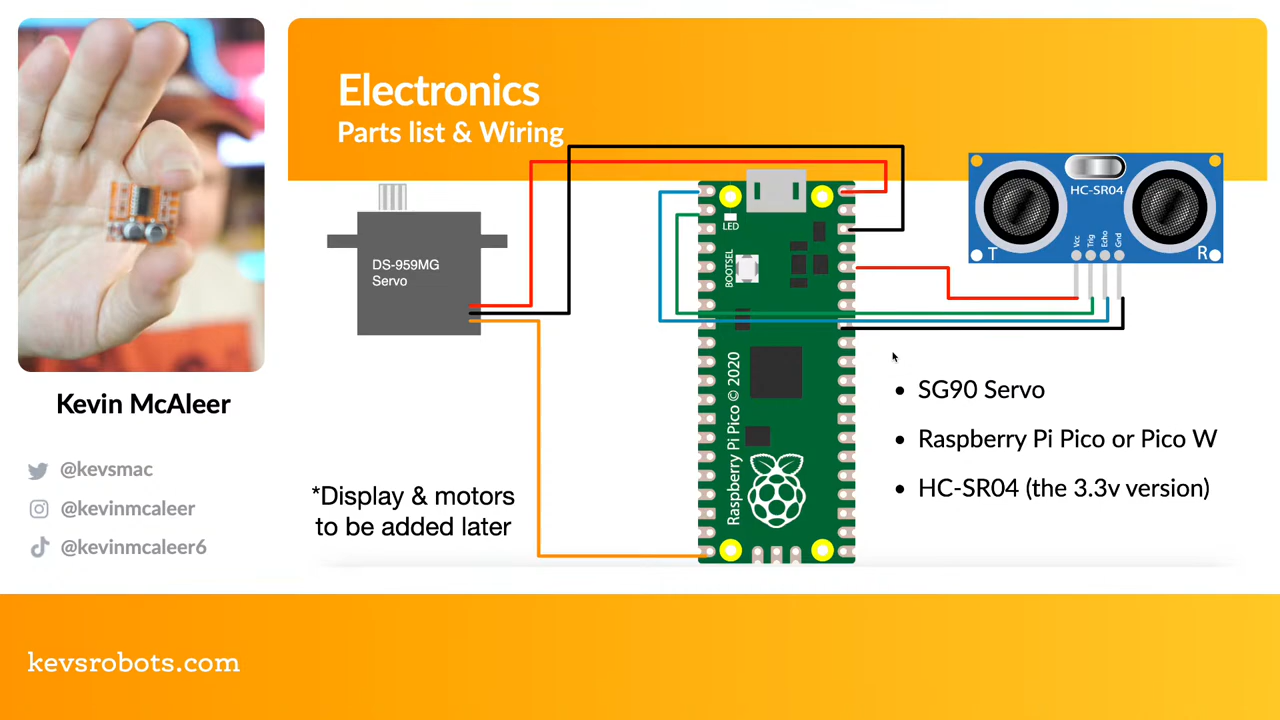 Electronics
Parts list & Wiring
DS-959MG
Servo
LED
BOOTSEL
Raspberry Pi Pico © 2020
HC-SR04
T
R
Vcc
Trig
Echo
Gnd
Kevin McAleer
@kevsmac
@kevinmcaleer
@kevinmcaleer6
*Display & motors
to be added later
• SG90 Servo
• Raspberry Pi Pico or Pico W
• HC-SR04 (the 3.3v version)
kevsrobots.com